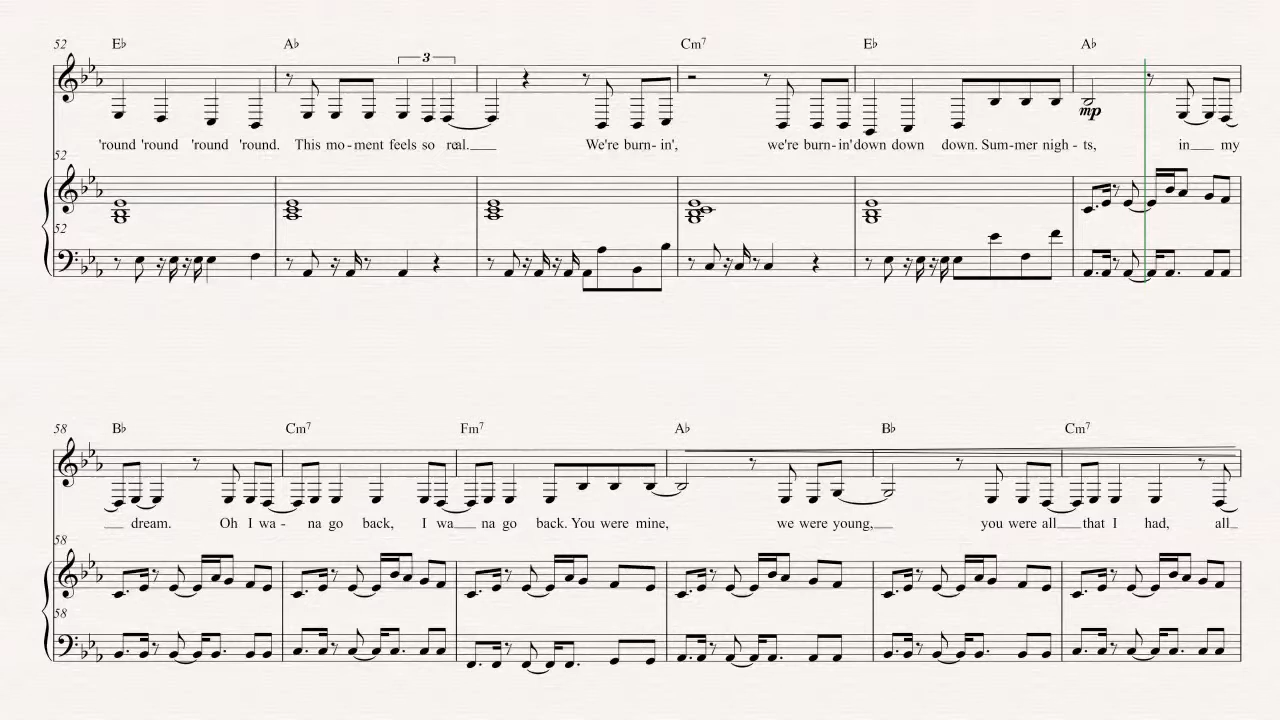 52 E♭ A♭ 3 Cm7 E♭ A♭
mp
'round 'round 'round 'round. This mo - ment feels so real. We're burn - in', we're burn - in' down down down. Sum - mer nigh - ts, in my
52
52
58 B♭ Cm7 Fm7 A♭ B♭ Cm7
dream. Oh I wa - na go back, I wa na go back. You were mine, we were young, you were all that I had, all
58
58